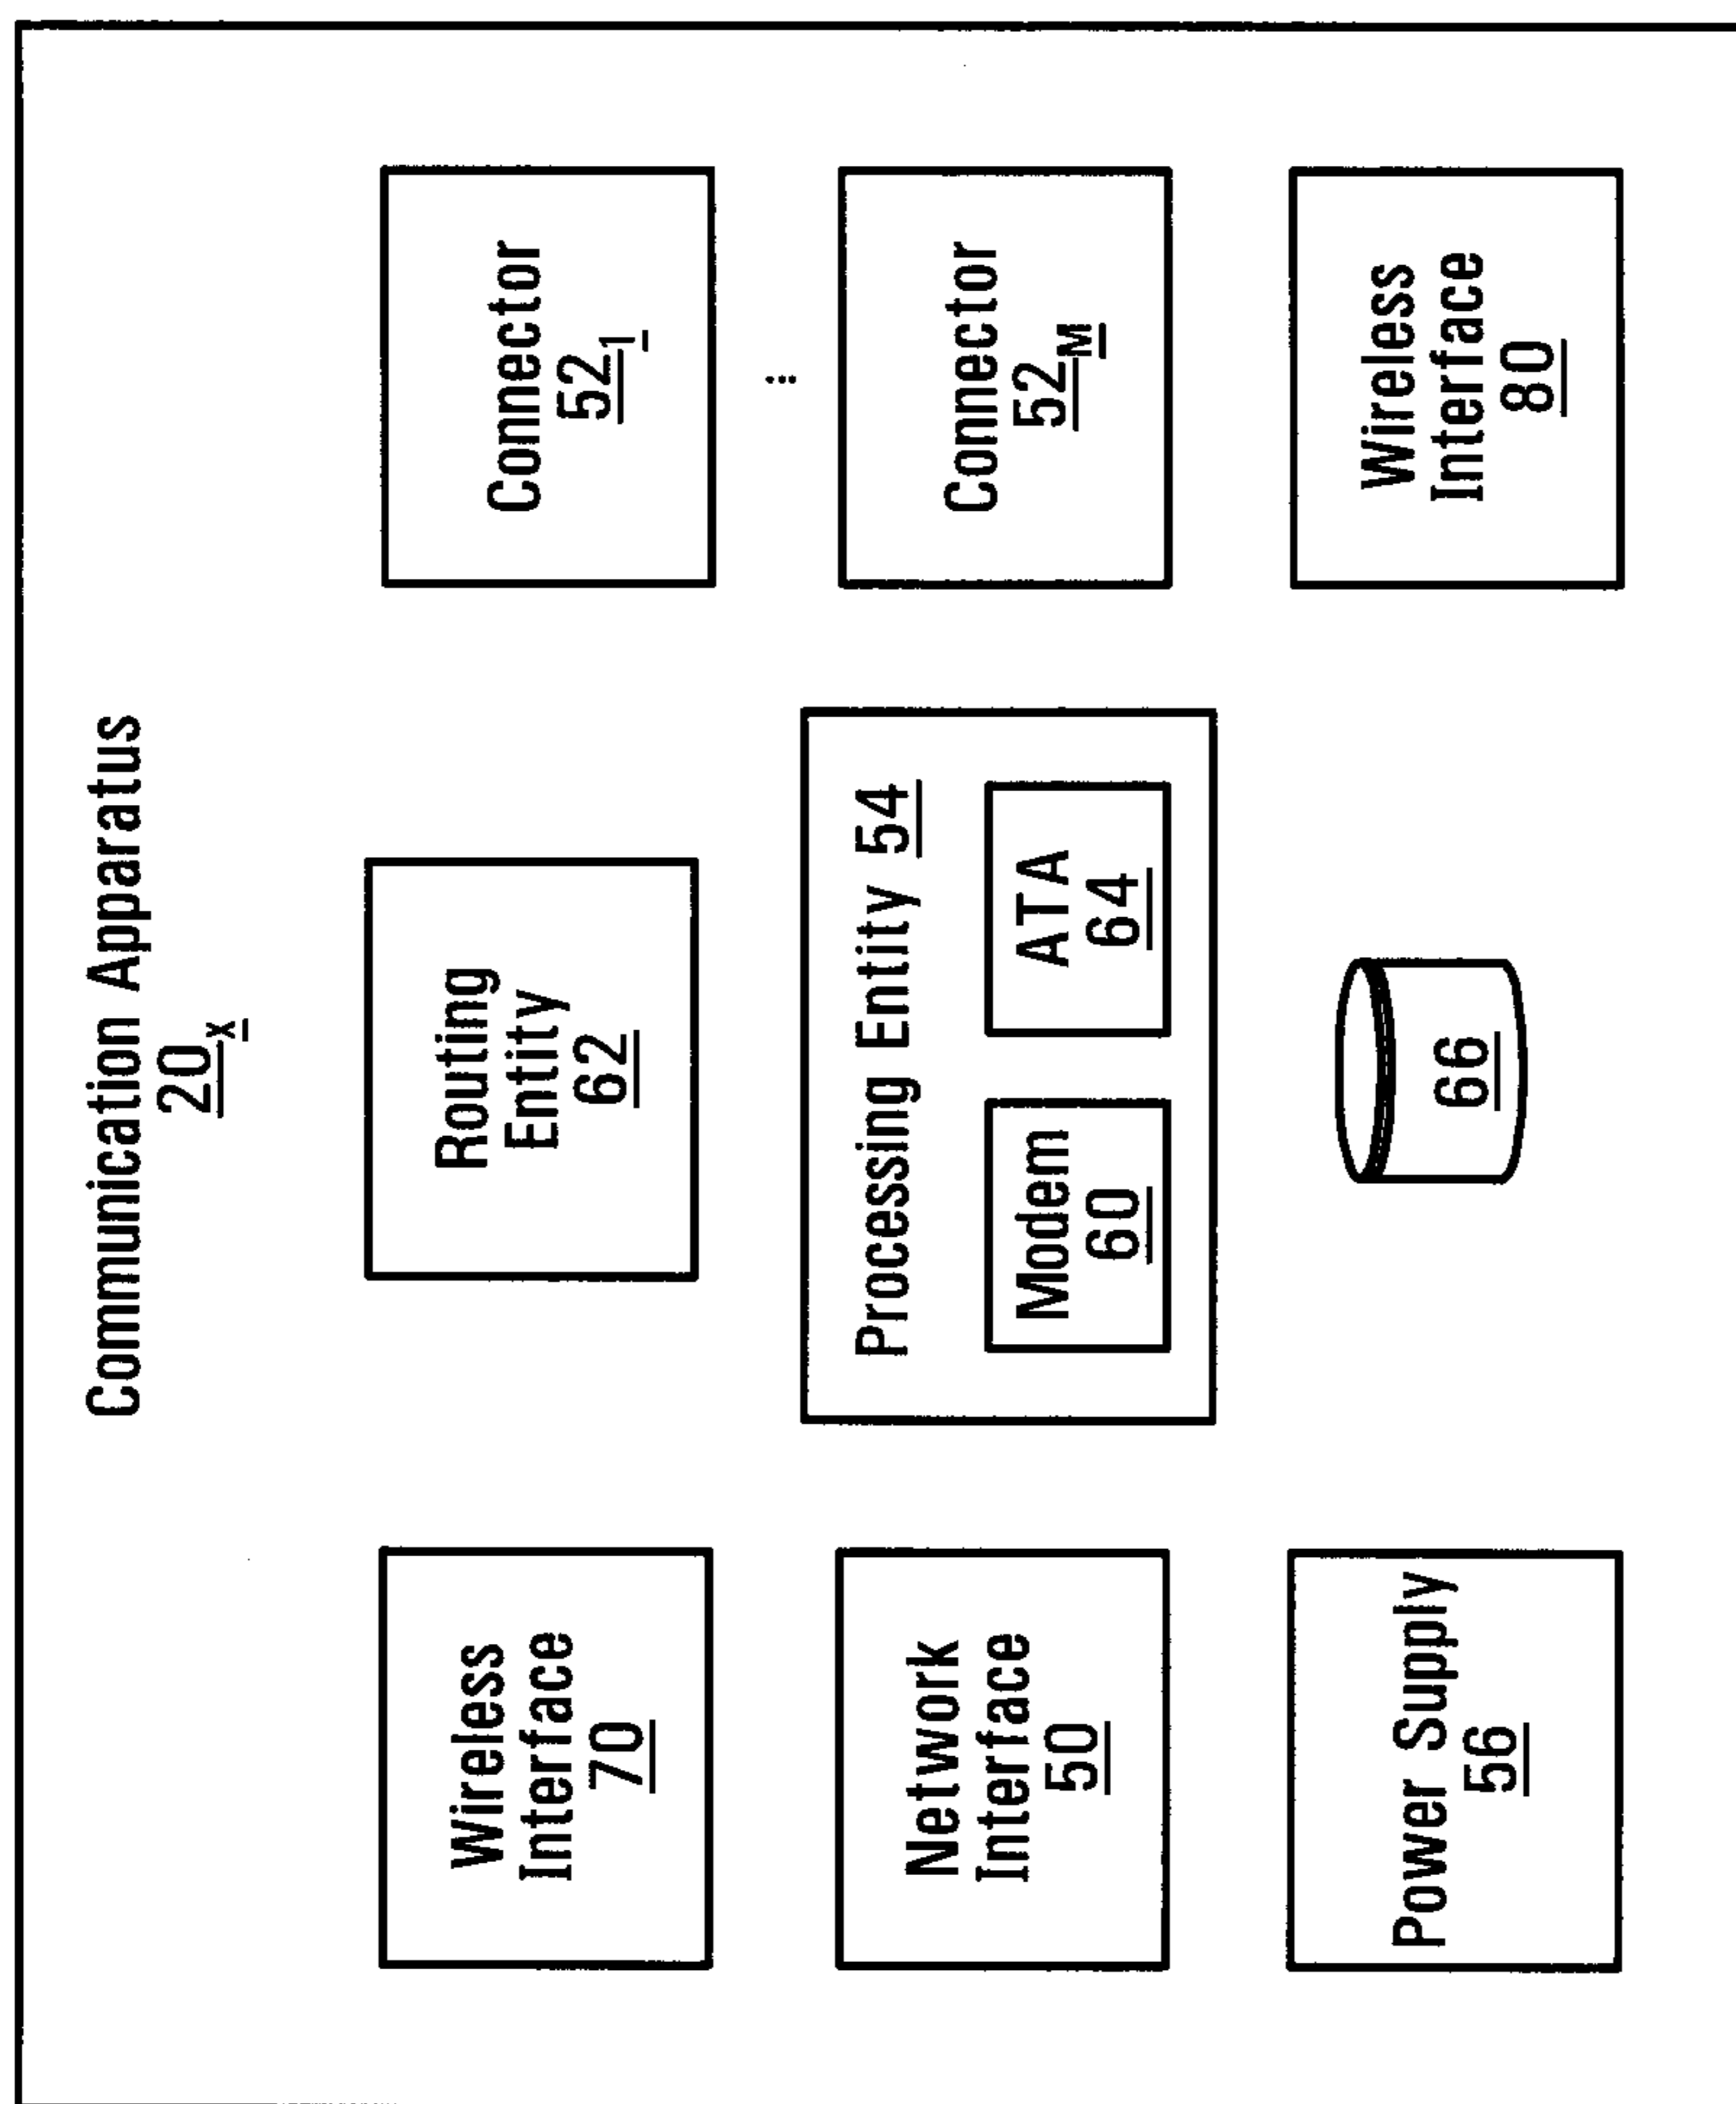 Communication Apparatus
20x
Wireless
Interface
70
Routing
Entity
62
Connector
521
...
Network
Interface
50
Processing Entity 54
Modem
60
ATA
64
Connector
52M
Power Supply
56
66
Wireless
Interface
80